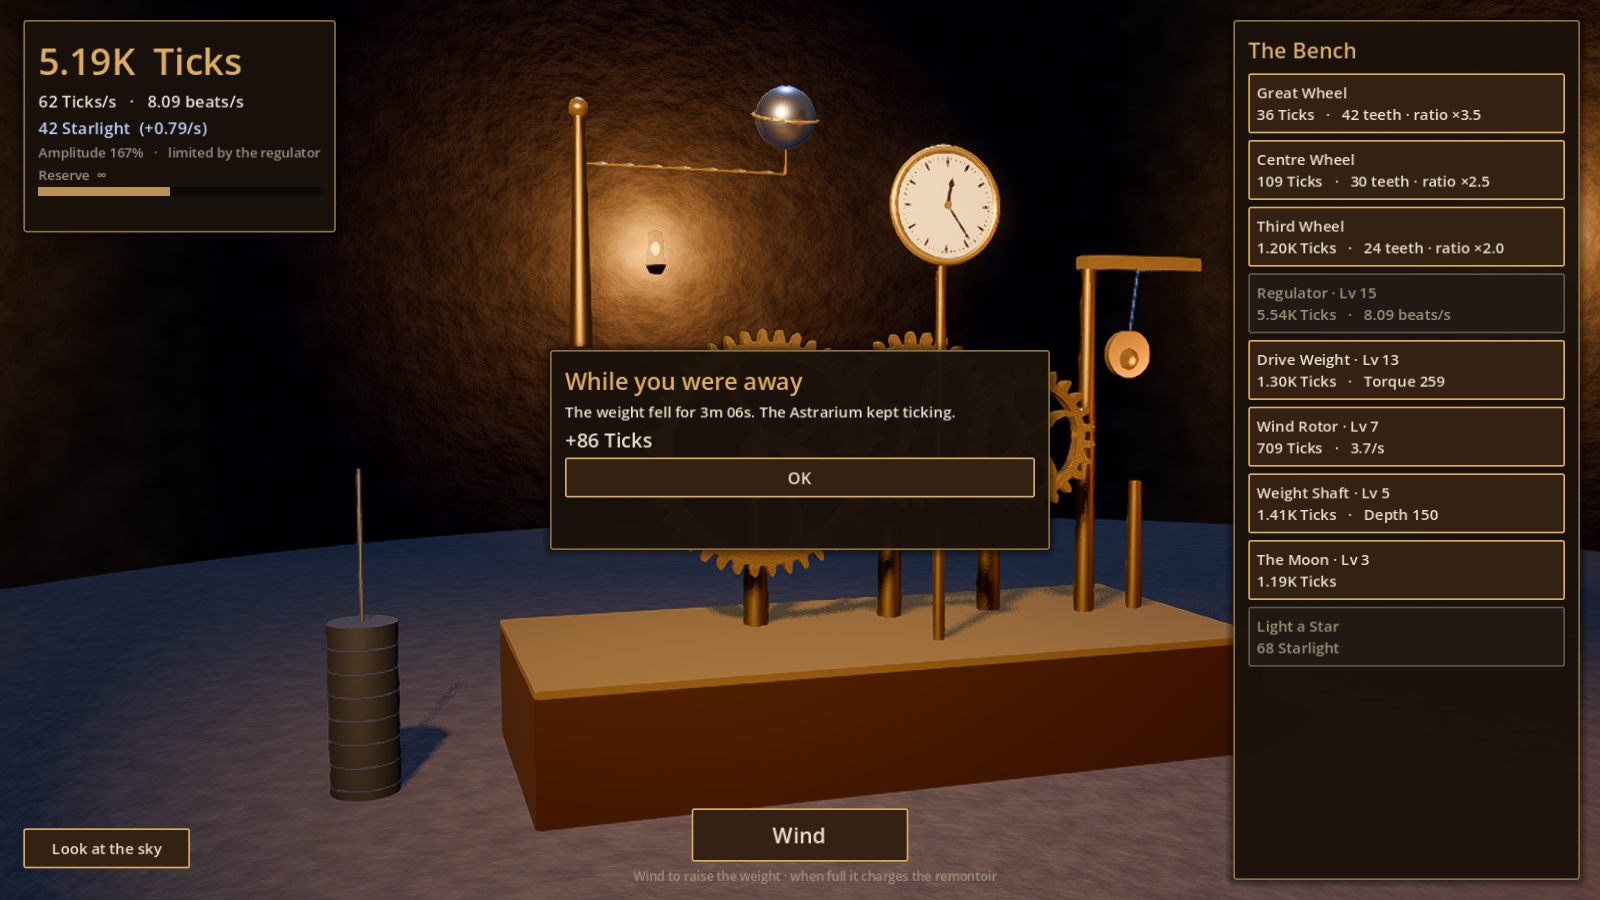 5.19K Ticks
62 Ticks/s · 8.09 beats/s
42 Starlight (+0.79/s)
Amplitude 167% · limited by the regulator
Reserve ∞
While you were away
The weight fell for 3m 06s. The Astrarium kept ticking.
+86 Ticks
OK
Look at the sky
Wind
Wind to raise the weight · when full it charges the remontoir
The Bench
Great Wheel
36 Ticks · 42 teeth · ratio ×3.5
Centre Wheel
109 Ticks · 30 teeth · ratio ×2.5
Third Wheel
1.20K Ticks · 24 teeth · ratio ×2.0
Regulator · Lv 15
5.54K Ticks · 8.09 beats/s
Drive Weight · Lv 13
1.30K Ticks · Torque 259
Wind Rotor · Lv 7
709 Ticks · 3.7/s
Weight Shaft · Lv 5
1.41K Ticks · Depth 150
The Moon · Lv 3
1.19K Ticks
Light a Star
68 Starlight